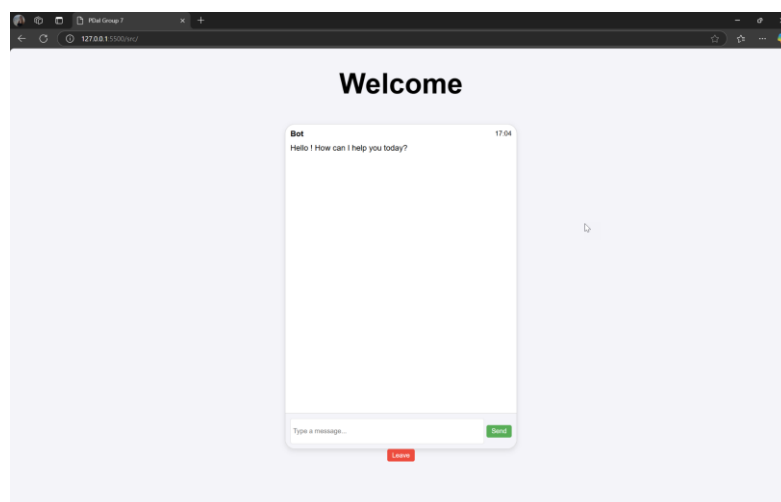 PDal Group 7
127.0.0.1:5500/src/
Welcome
Bot 17:04
Hello ! How can I help you today?
Type a message...
Send
Leave